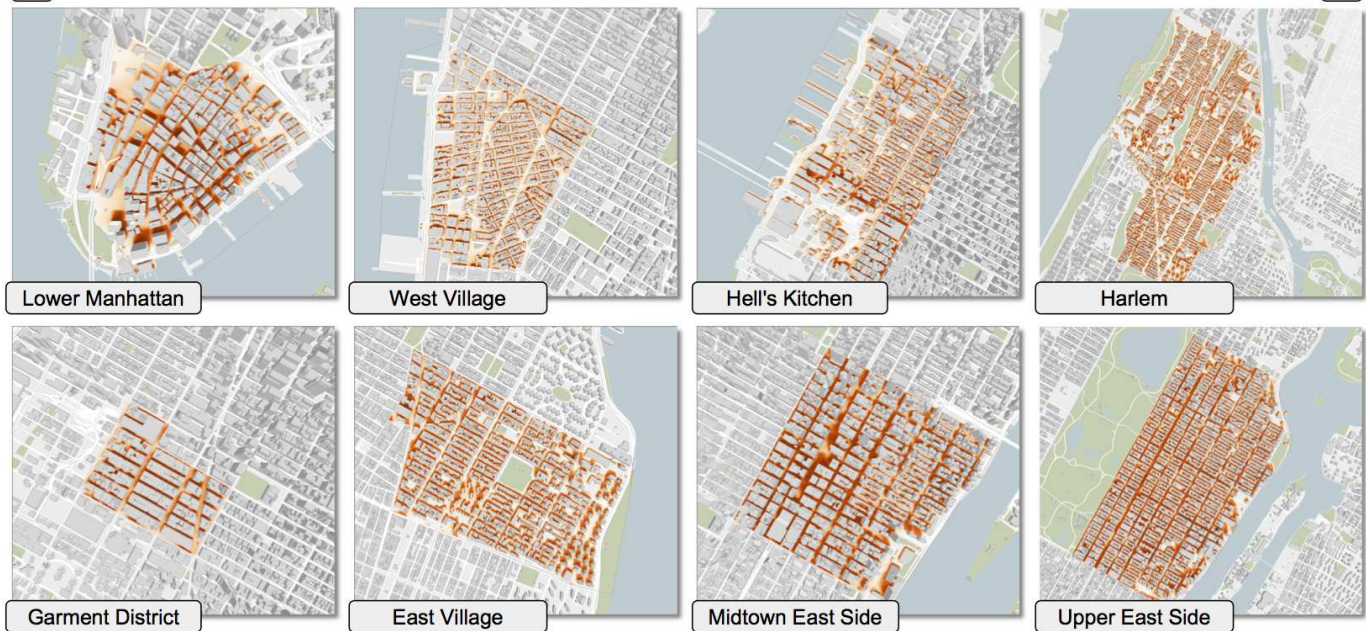 Lower Manhattan
West Village
Hell's Kitchen
Harlem
Garment District
East Village
Midtown East Side
Upper East Side